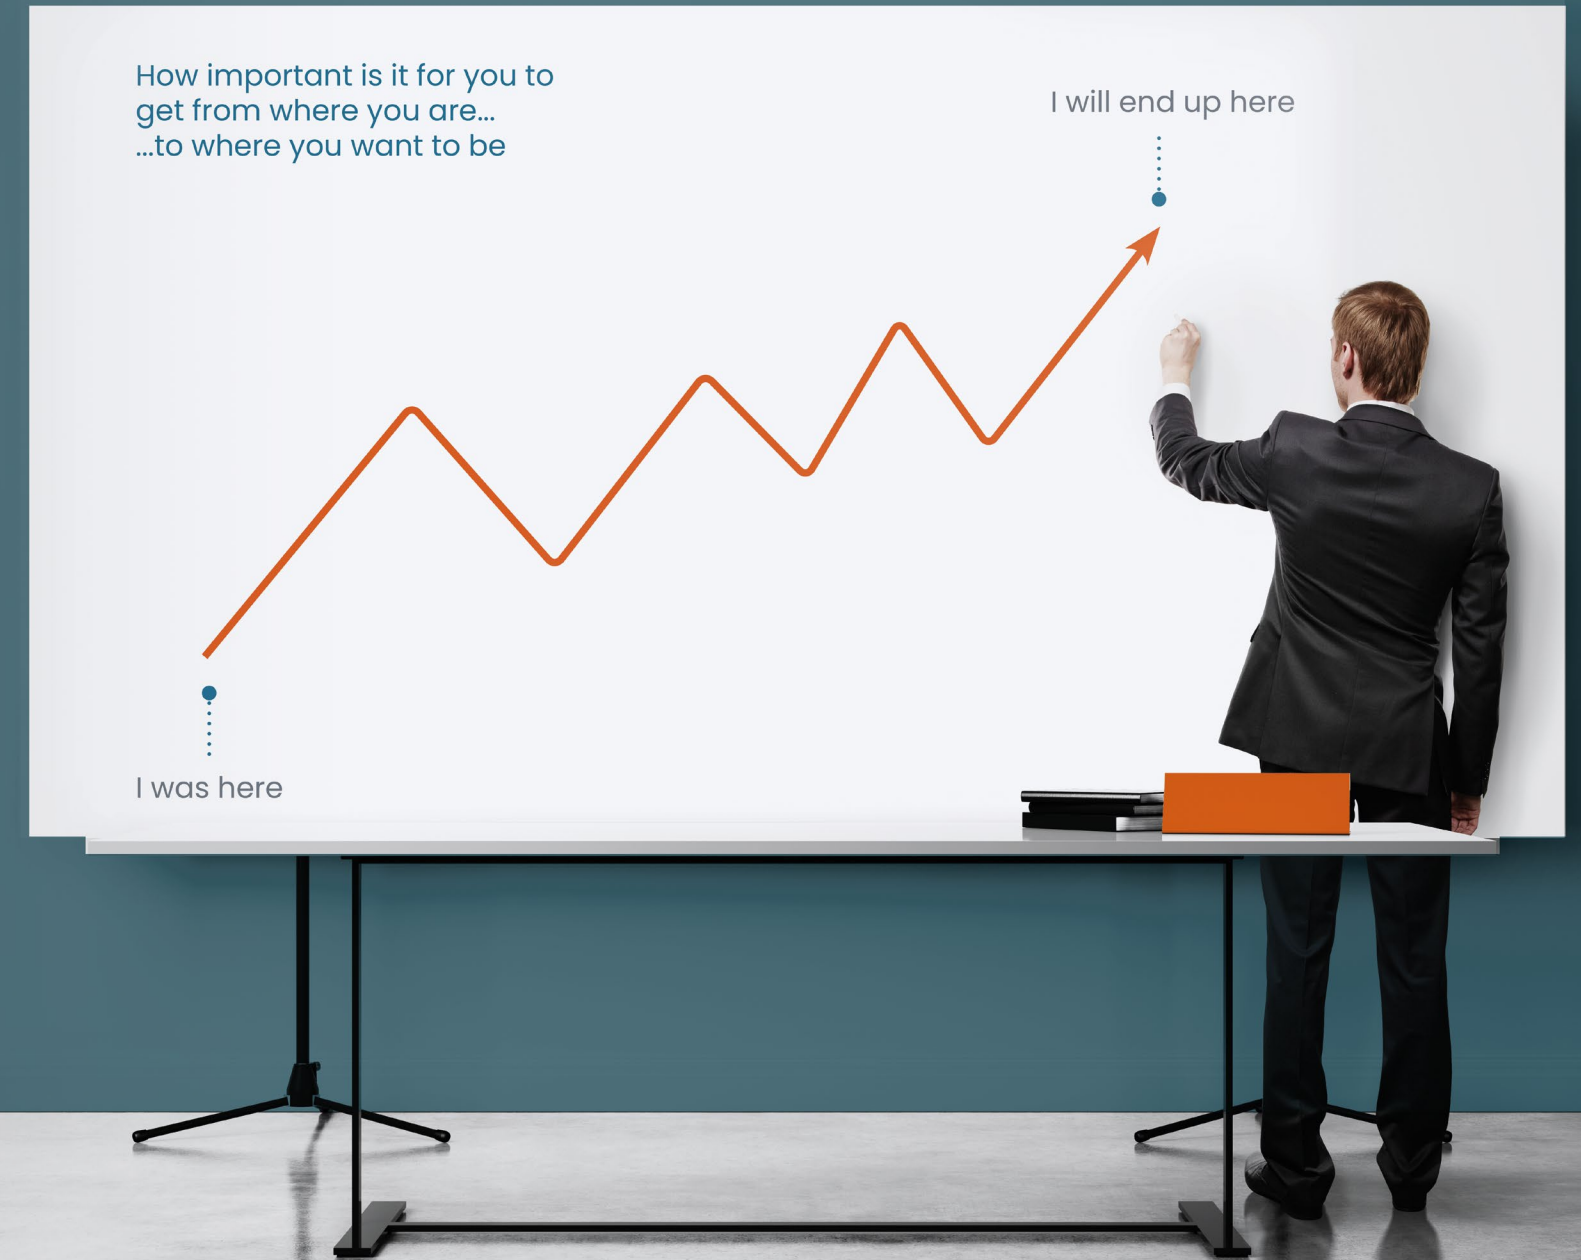 How important is it for you to
get from where you are...
...to where you want to be
I will end up here
I was here